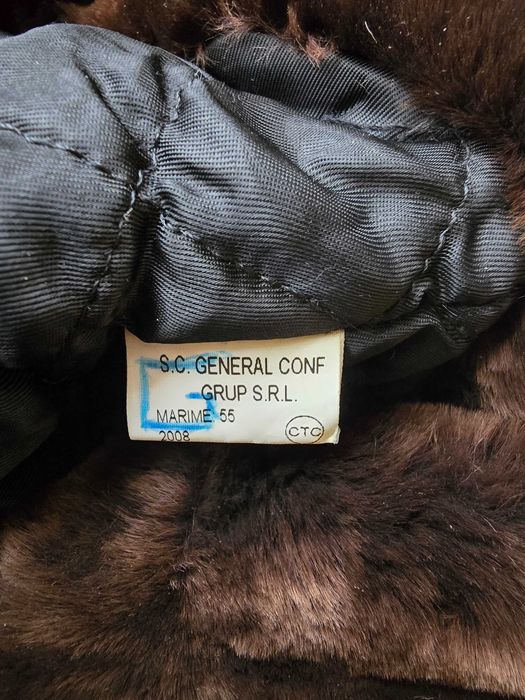 S.C. GENERAL CONF
GRUP S.R.L.
MARIME 55
2008
CTC